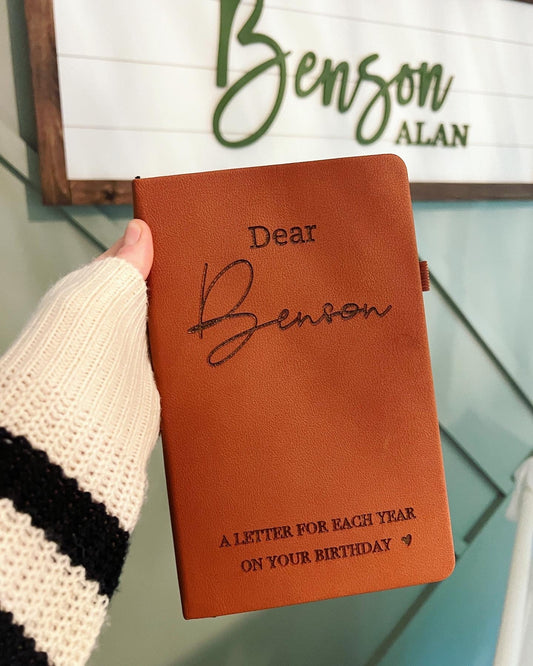 Benson
ALAN
Dear
Benson
A LETTER FOR EACH YEAR
ON YOUR BIRTHDAY